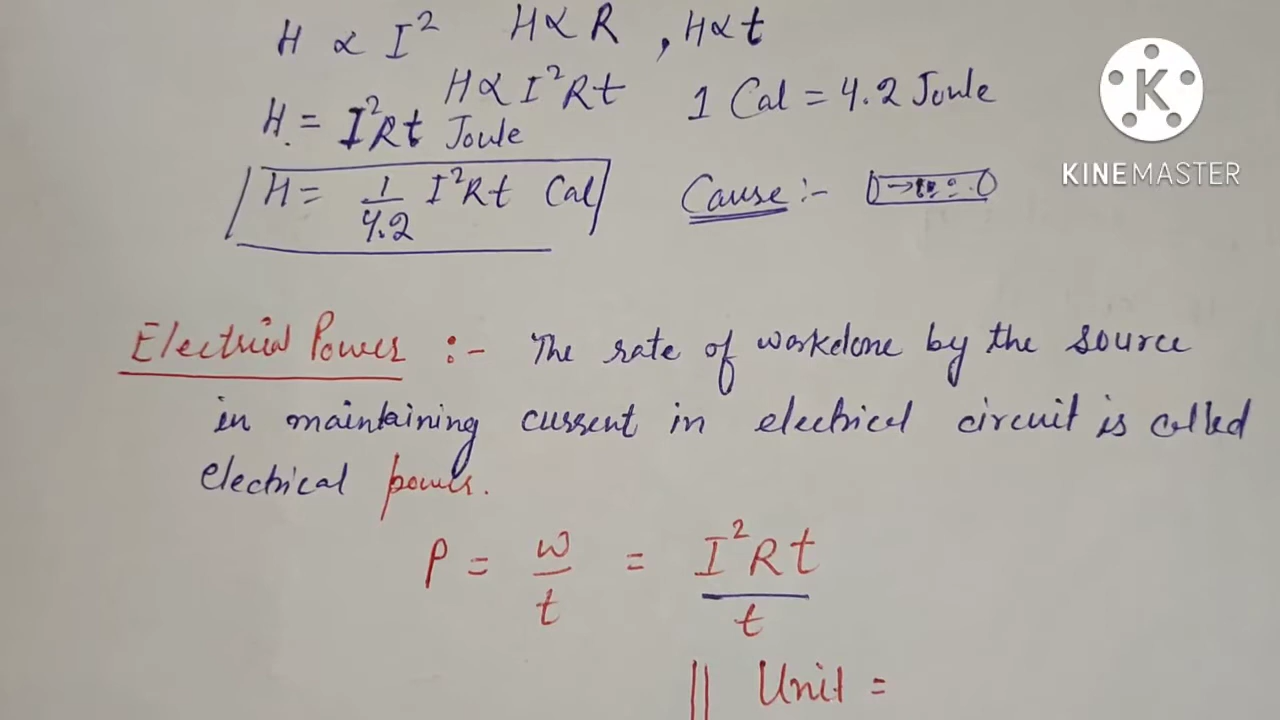 H ∝ I² H ∝ R , H ∝ t
H ∝ I²Rt 1 Cal = 4.2 Joule
H = I²Rt Joule
H = 1/4.2 I²Rt Cal Cause :-
K
KINEMASTER
Electrical Power :- The rate of workdone by the source
in maintaining current in electrical circuit is called
electrical power.
P = w/t = I²Rt/t
|| Unit =